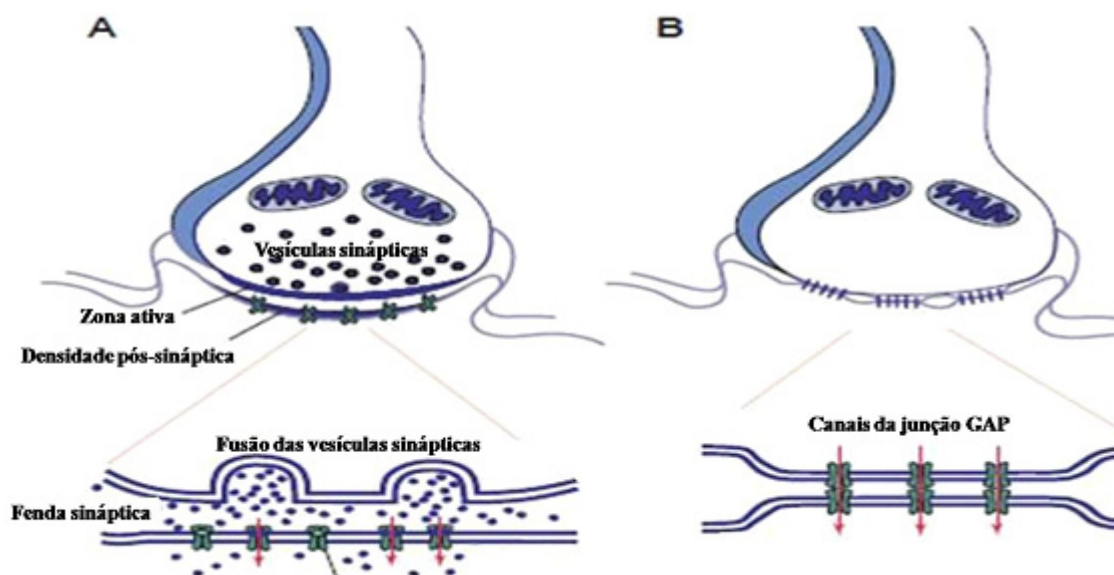 A
B
Vesículas sinápticas
Zona ativa
Densidade pós-sináptica
Fusão das vesículas sinápticas
Canais da junção GAP
Fenda sináptica